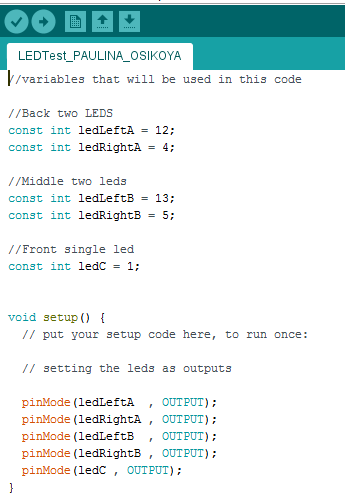 LEDTest_PAULINA_OSIKOYA
//variables that will be used in this code
//Back two LEDS
const int ledLeftA = 12;
const int ledRightA = 4;
//Middle two leds
const int ledLeftB = 13;
const int ledRightB = 5;
//Front single led
const int ledC = 1;
void setup() {
// put your setup code here, to run once:
// setting the leds as outputs
pinMode(ledLeftA , OUTPUT);
pinMode(ledRightA , OUTPUT);
pinMode(ledLeftB , OUTPUT);
pinMode(ledRightB , OUTPUT);
pinMode(ledC , OUTPUT);
}